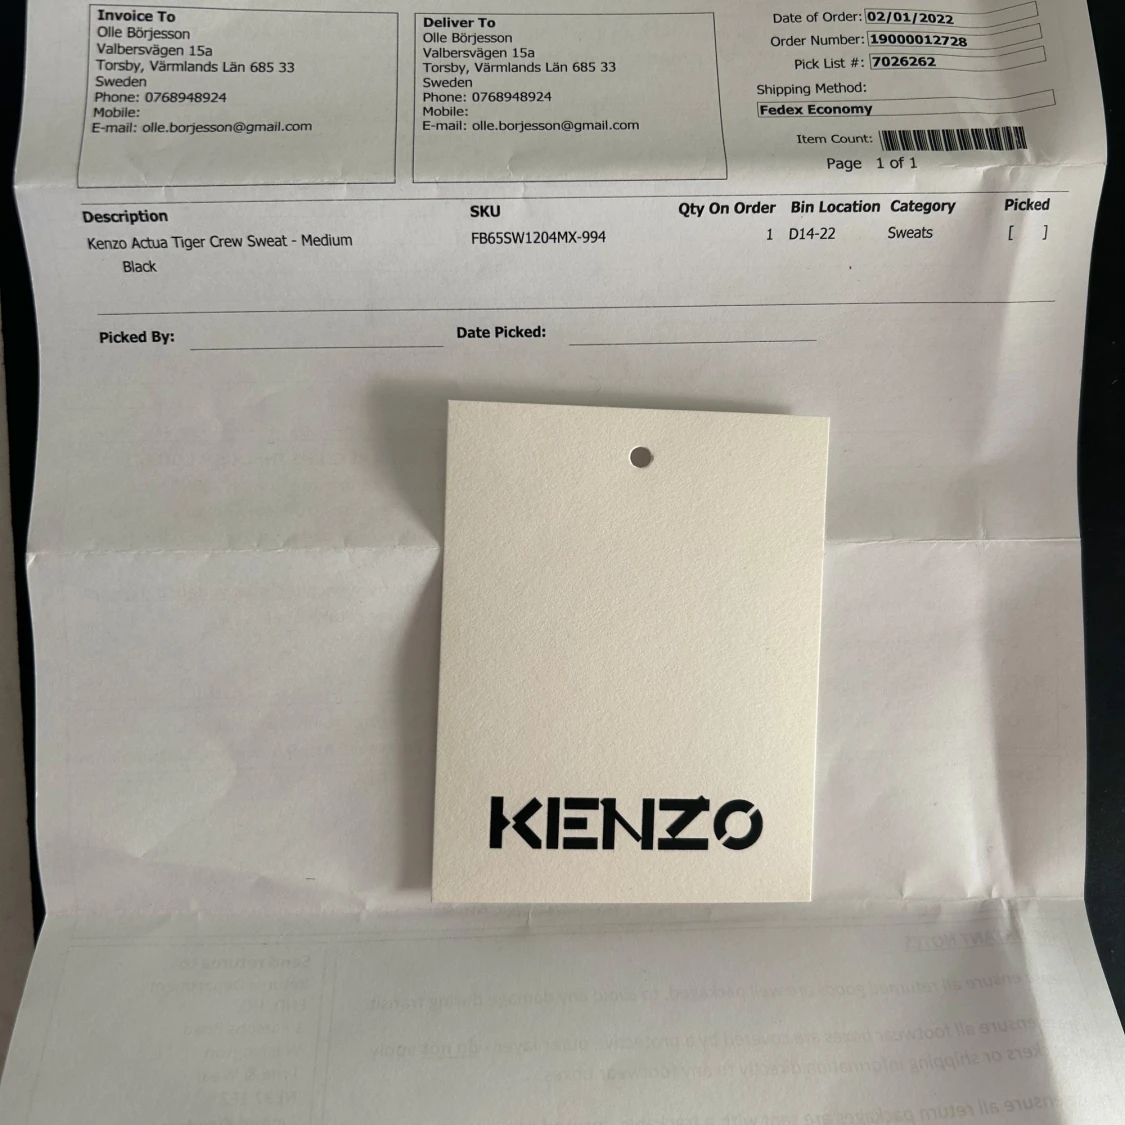 Invoice To
Olle Börjesson
Valbersvägen 15a
Torsby, Värmlands Län 685 33
Sweden
Phone: 0768948924
Mobile:
E-mail: olle.borjesson@gmail.com
Deliver To
Olle Börjesson
Valbersvägen 15a
Torsby, Värmlands Län 685 33
Sweden
Phone: 0768948924
Mobile:
E-mail: olle.borjesson@gmail.com
Date of Order: 02/01/2022
Order Number: 19000012728
Pick List #: 7026262
Shipping Method:
Fedex Economy
Item Count:
Page 1 of 1
Description SKU Qty On Order Bin Location Category Picked
Kenzo Actua Tiger Crew Sweat - Medium FB65SW1204MX-994 1 D14-22 Sweats [ ]
Black
Picked By: Date Picked:
KENZO